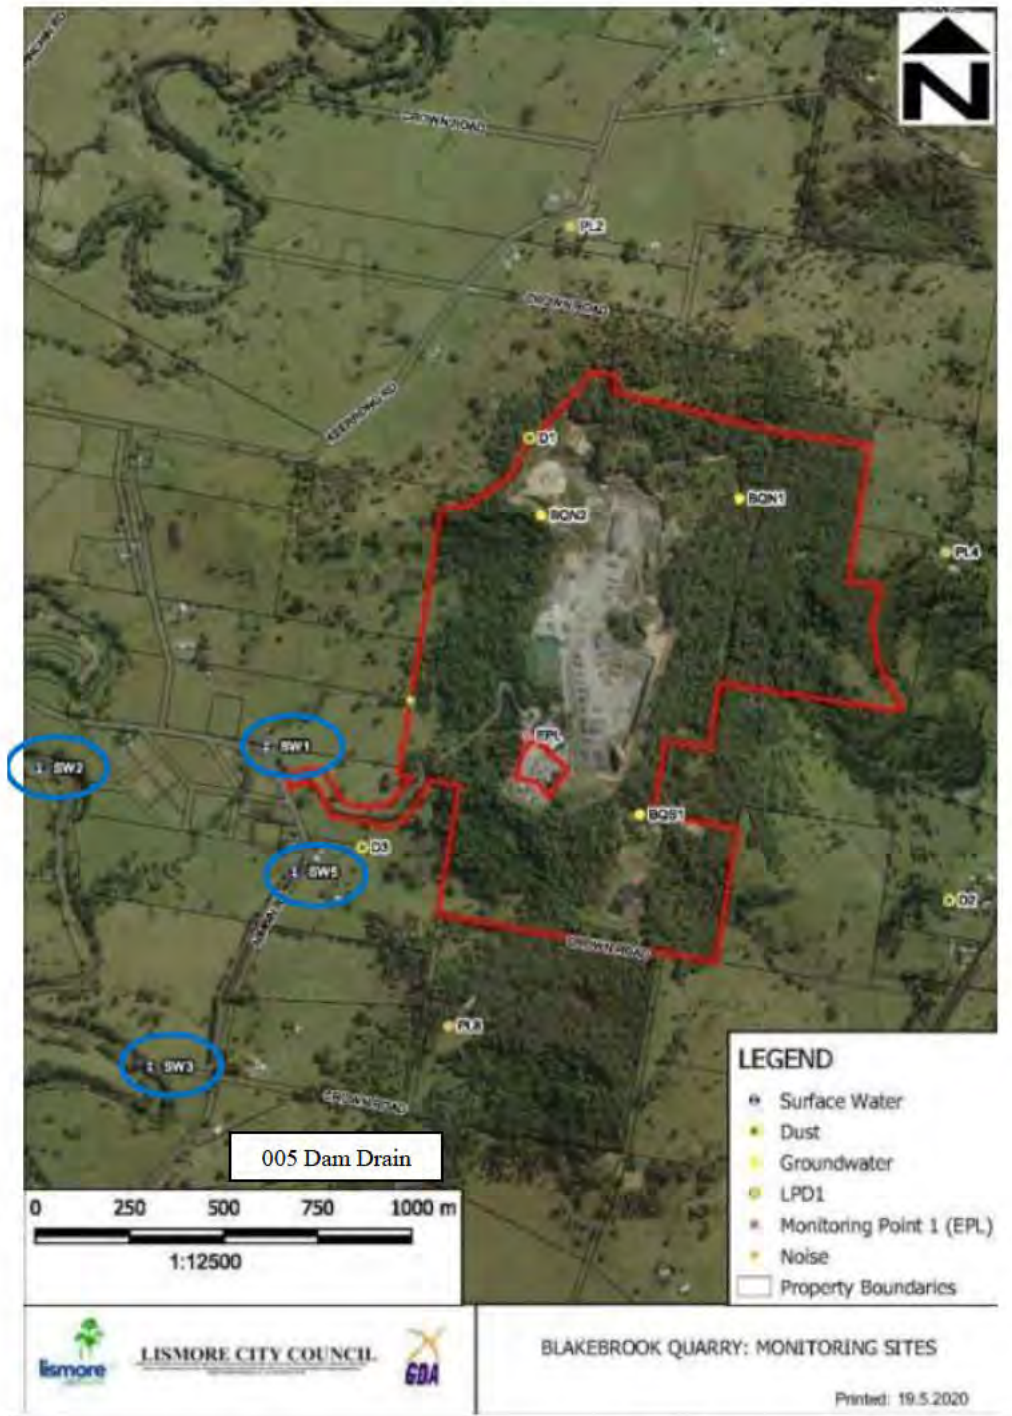 N
CROWN ROAD
PL2
CROWN ROAD
KEERRONG RD
D1
BQN1
BQN2
PL4
EPL
SW1
SW2
BQS1
D3
SW5
D2
CROWN ROAD
PL8
SW3
CROWN ROAD
LEGEND
Surface Water
Dust
Groundwater
LPD1
Monitoring Point 1 (EPL)
Noise
Property Boundaries
005 Dam Drain
0 250 500 750 1000 m
1:12500
lismore
LISMORE CITY COUNCIL
GDA
BLAKEBROOK QUARRY: MONITORING SITES
Printed: 19.5.2020